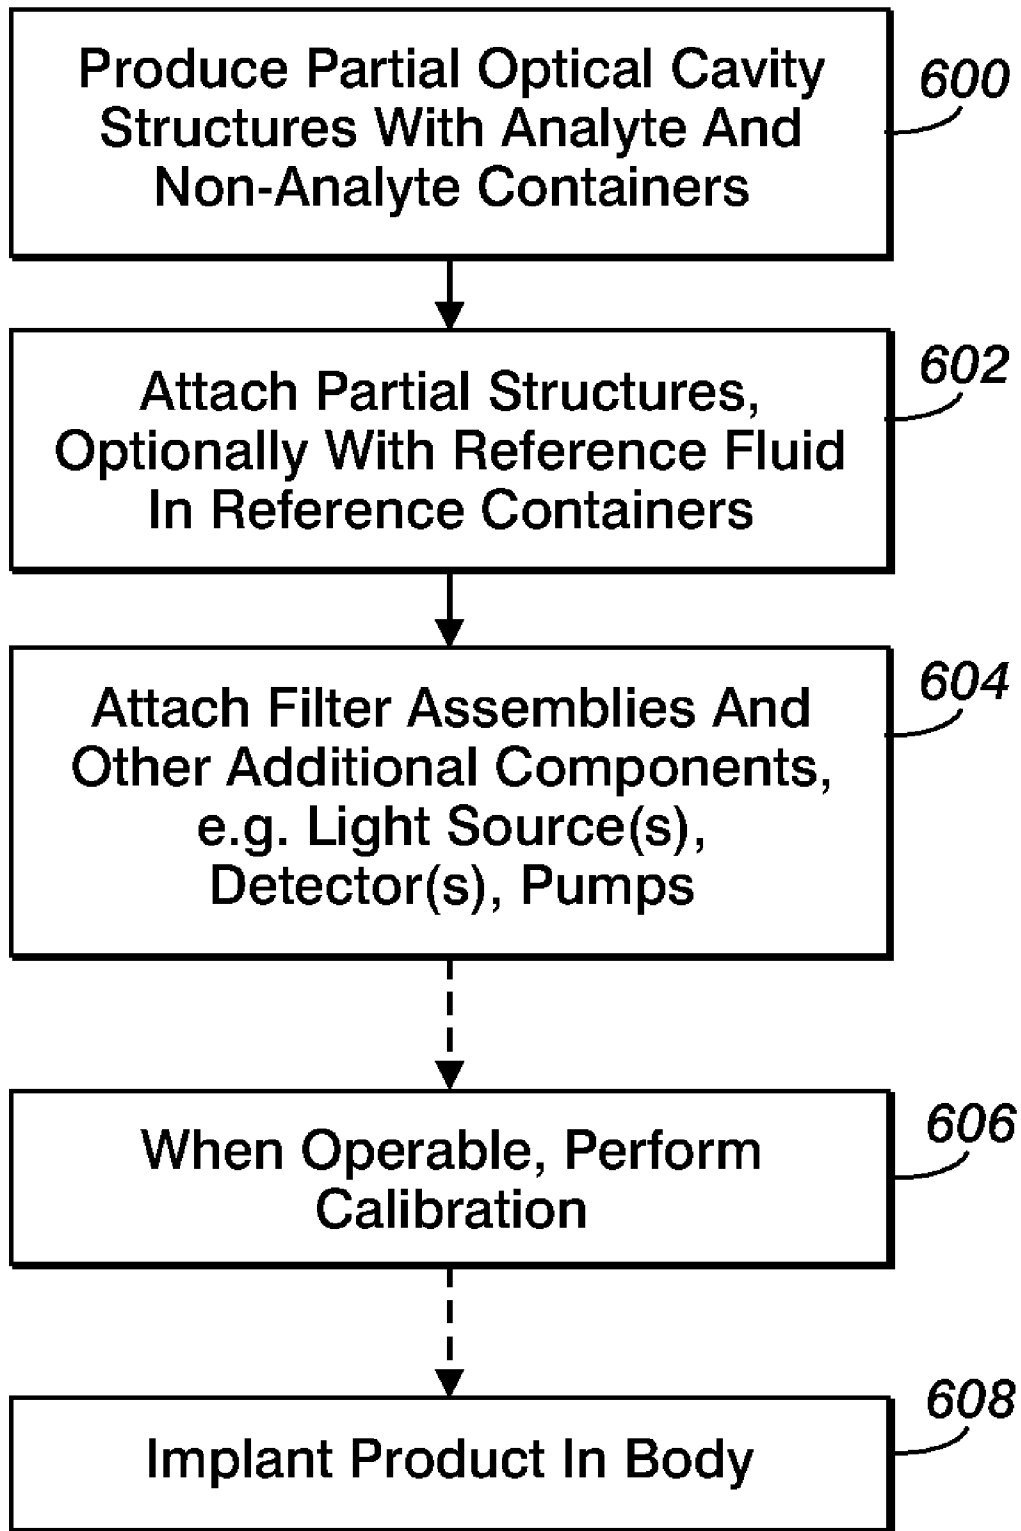 Produce Partial Optical Cavity
Structures With Analyte And
Non-Analyte Containers
600
Attach Partial Structures,
Optionally With Reference Fluid
In Reference Containers
602
Attach Filter Assemblies And
Other Additional Components,
e.g. Light Source(s),
Detector(s), Pumps
604
When Operable, Perform
Calibration
606
Implant Product In Body
608